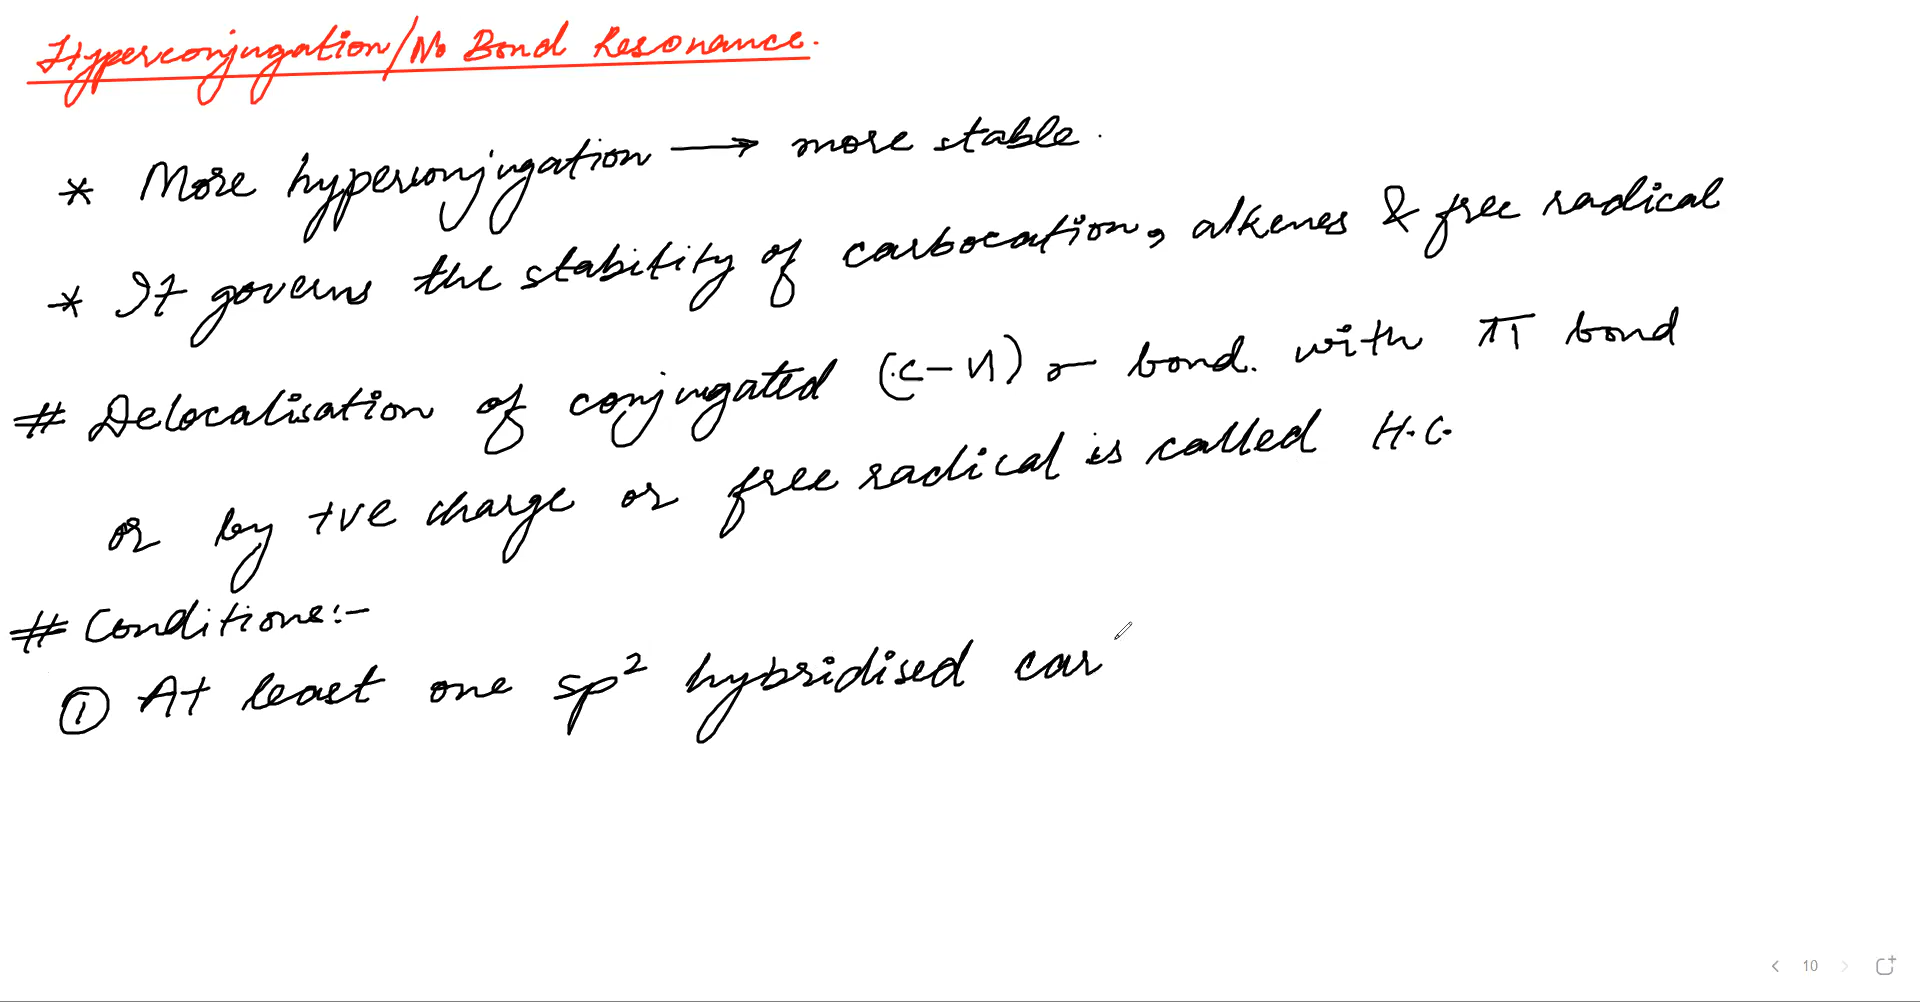 Hyperconjugation/No Bond Resonance.
* More hyperconjugation → more stable.
* It governs the stability of carbocation, alkenes & free radical
# Delocalisation of conjugated (C-H) σ bond. with π bond
or by +ve charge or free radical is called H.C.
# Conditions:-
① At least one sp² hybridised car
10